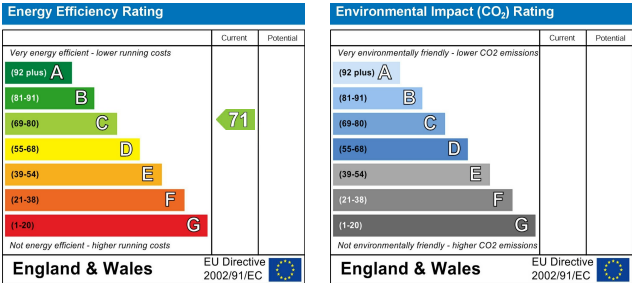 Energy Efficiency Rating
Current Potential
Very energy efficient - lower running costs
(92 plus) A
(81-91) B
(69-80) C
71
(55-68) D
(39-54) E
(21-38) F
(1-20) G
Not energy efficient - higher running costs
England & Wales
EU Directive
2002/91/EC
Environmental Impact (CO₂) Rating
Current Potential
Very environmentally friendly - lower CO2 emissions
(92 plus) A
(81-91) B
(69-80) C
(55-68) D
(39-54) E
(21-38) F
(1-20) G
Not environmentally friendly - higher CO2 emissions
England & Wales
EU Directive
2002/91/EC